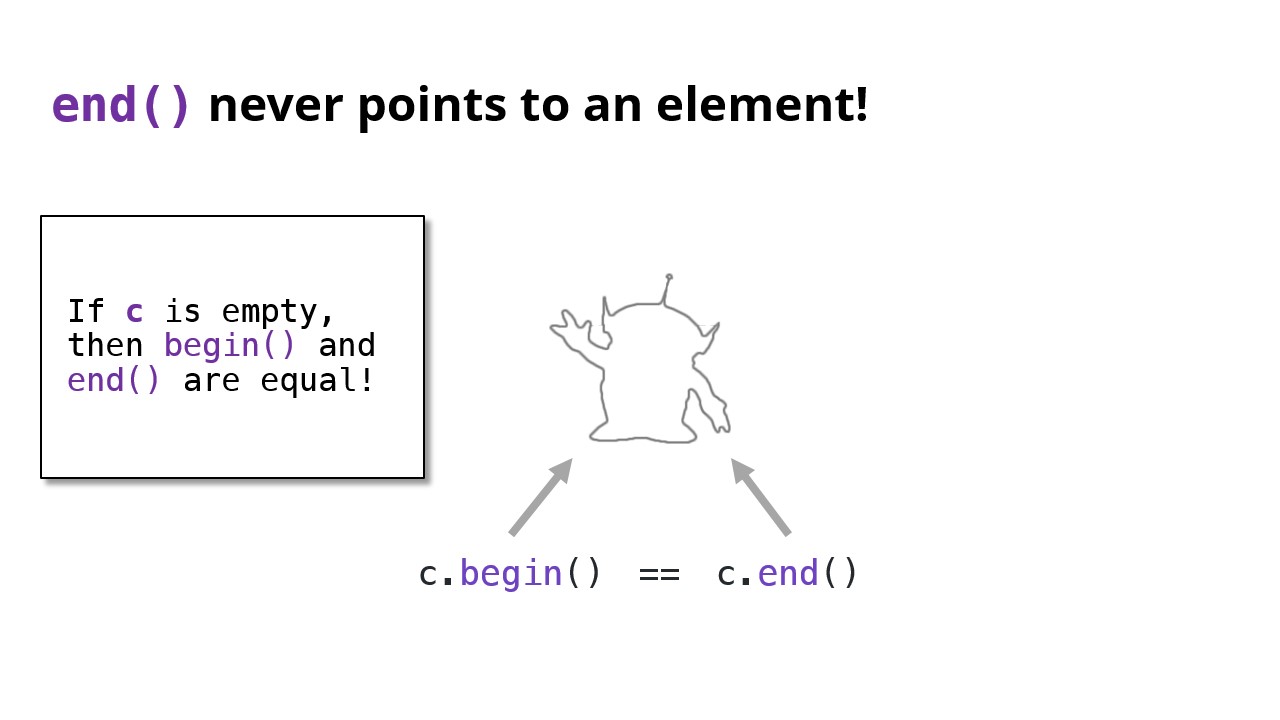 end() never points to an element!
If c is empty,
then begin() and
end() are equal!
c.begin() == c.end()